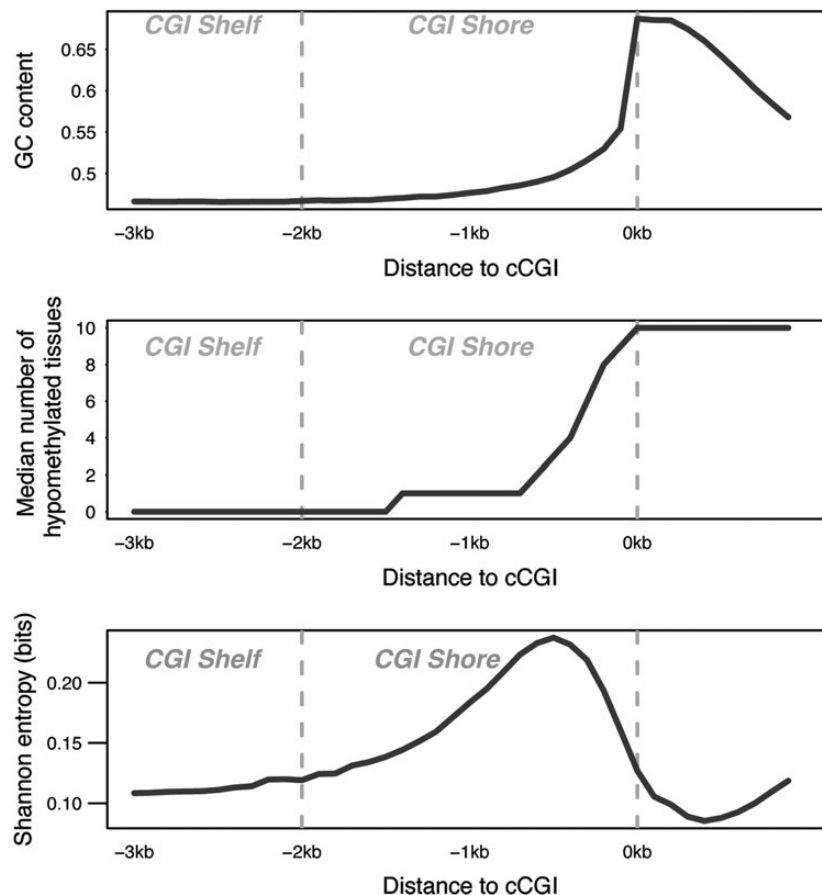 CGI Shelf
CGI Shore
GC content
0.65
0.6
0.55
0.5
−3kb
−2kb
−1kb
0kb
Distance to cCGI
CGI Shelf
CGI Shore
Median number of
hypomethylated tissues
10
8
6
4
2
0
−3kb
−2kb
−1kb
0kb
Distance to cCGI
CGI Shelf
CGI Shore
Shannon entropy (bits)
0.20
0.15
0.10
−3kb
−2kb
−1kb
0kb
Distance to cCGI